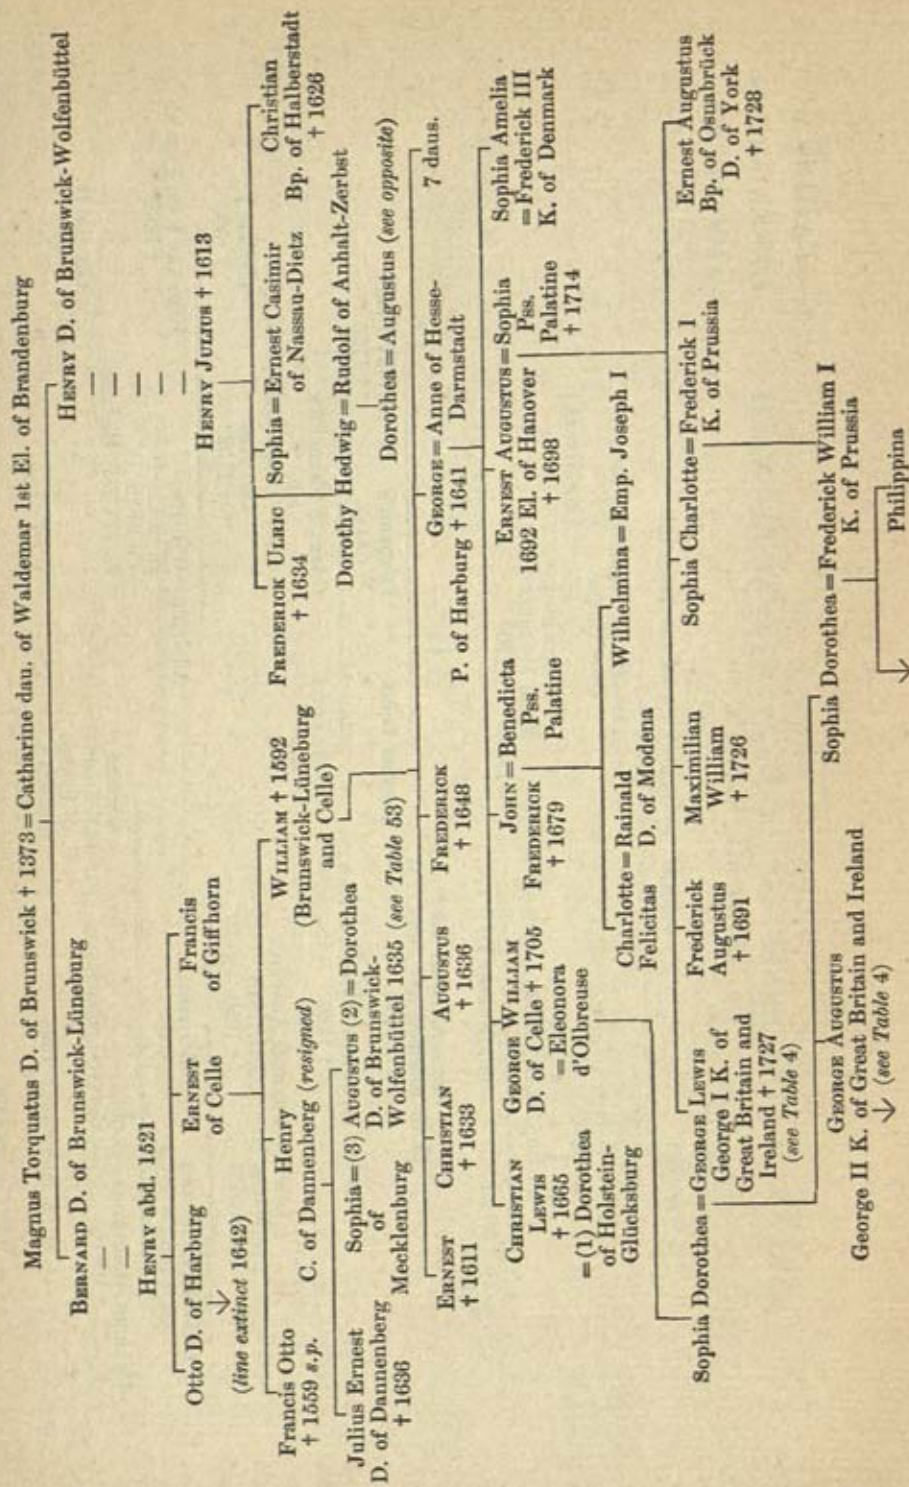 Magnus Torquatus D. of Brunswick † 1373 = Catharine dau. of Waldemar 1st El. of Brandenburg
BERNARD D. of Brunswick-Lüneburg
HENRY D. of Brunswick-Wolfenbüttel
HENRY abd. 1521
HENRY JULIUS † 1613
Otto D. of Harburg
(line extinct 1642)
ERNEST
of Celle
Francis
of Giffhorn
FREDERICK ULRIC
† 1634
Sophia = Ernest Casimir
of Nassau-Dietz
Christian
Bp. of Halberstadt
† 1626
Dorothy Hedwig = Rudolf of Anhalt-Zerbst
Dorothea = Augustus (see opposite)
Francis Otto
† 1559 s.p.
Henry
C. of Dannenberg (resigned)
WILLIAM † 1592
(Brunswick-Lüneburg
and Celle)
Julius Ernest
D. of Dannenberg
† 1636
Sophia = (3) AUGUSTUS (2) = Dorothea
of
Mecklenburg
D. of Brunswick-
Wolfenbüttel 1635 (see Table 53)
ERNEST
† 1611
CHRISTIAN
† 1633
AUGUSTUS
† 1636
FREDERICK
† 1648
GEORGE = Anne of Hesse-
P. of Harburg † 1641
Darmstadt
7 daus.
CHRISTIAN
LEWIS
† 1665
= (1) Dorothea
of Holstein-
Glücksburg
GEORGE WILLIAM
D. of Celle † 1705
= Eleonora
d'Olbreuse
JOHN = Benedicta
FREDERICK
† 1679
Pss.
Palatine
ERNEST AUGUSTUS = Sophia
1692 El. of Hanover
† 1698
Pss.
Palatine
† 1714
Sophia Amelia
= Frederick III
K. of Denmark
Charlotte = Rainald
Felicitas
D. of Modena
Wilhelmina = Emp. Joseph I
Sophia Dorothea = GEORGE LEWIS
George I K. of
Great Britain and
Ireland † 1727
(see Table 4)
Frederick
Augustus
† 1691
Maximilian
William
† 1726
Sophia Charlotte = Frederick I
K. of Prussia
Ernest Augustus
Bp. of Osnabrück
D. of York
† 1728
GEORGE AUGUSTUS
George II K. of Great Britain and Ireland
(see Table 4)
Sophia Dorothea = Frederick William I
K. of Prussia
Philippina